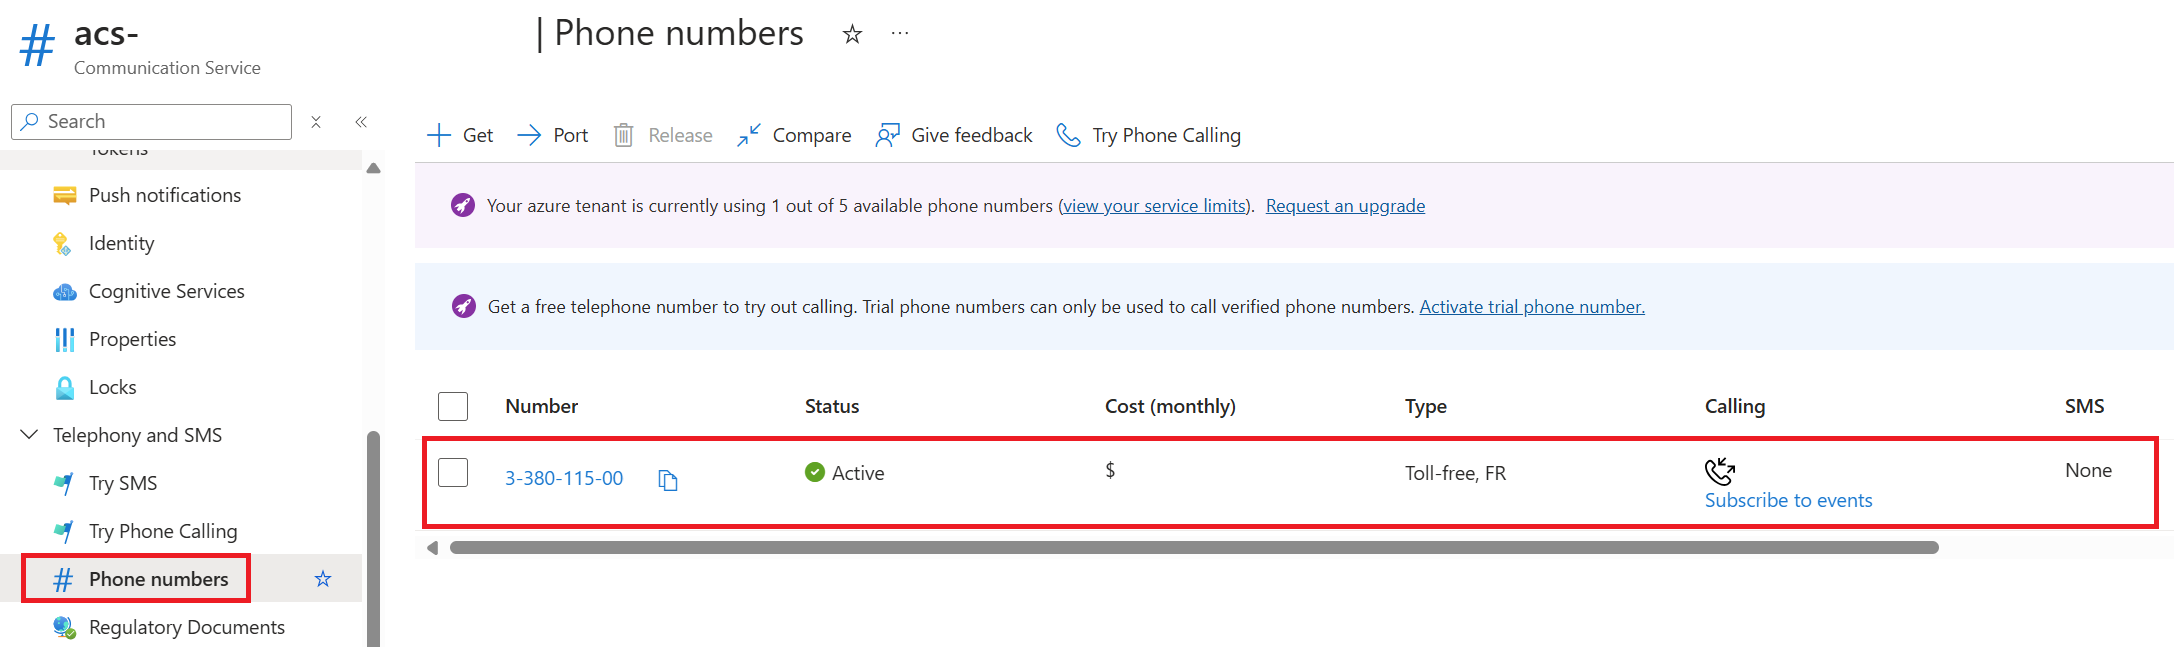 acs-
Communication Service
| Phone numbers
Search
Tokens
Push notifications
Identity
Cognitive Services
Properties
Locks
Telephony and SMS
Try SMS
Try Phone Calling
Phone numbers
Regulatory Documents
Get Port Release Compare Give feedback Try Phone Calling
Your azure tenant is currently using 1 out of 5 available phone numbers (view your service limits). Request an upgrade
Get a free telephone number to try out calling. Trial phone numbers can only be used to call verified phone numbers. Activate trial phone number.
Number Status Cost (monthly) Type Calling SMS
3-380-115-00 Active $ Toll-free, FR None
Subscribe to events